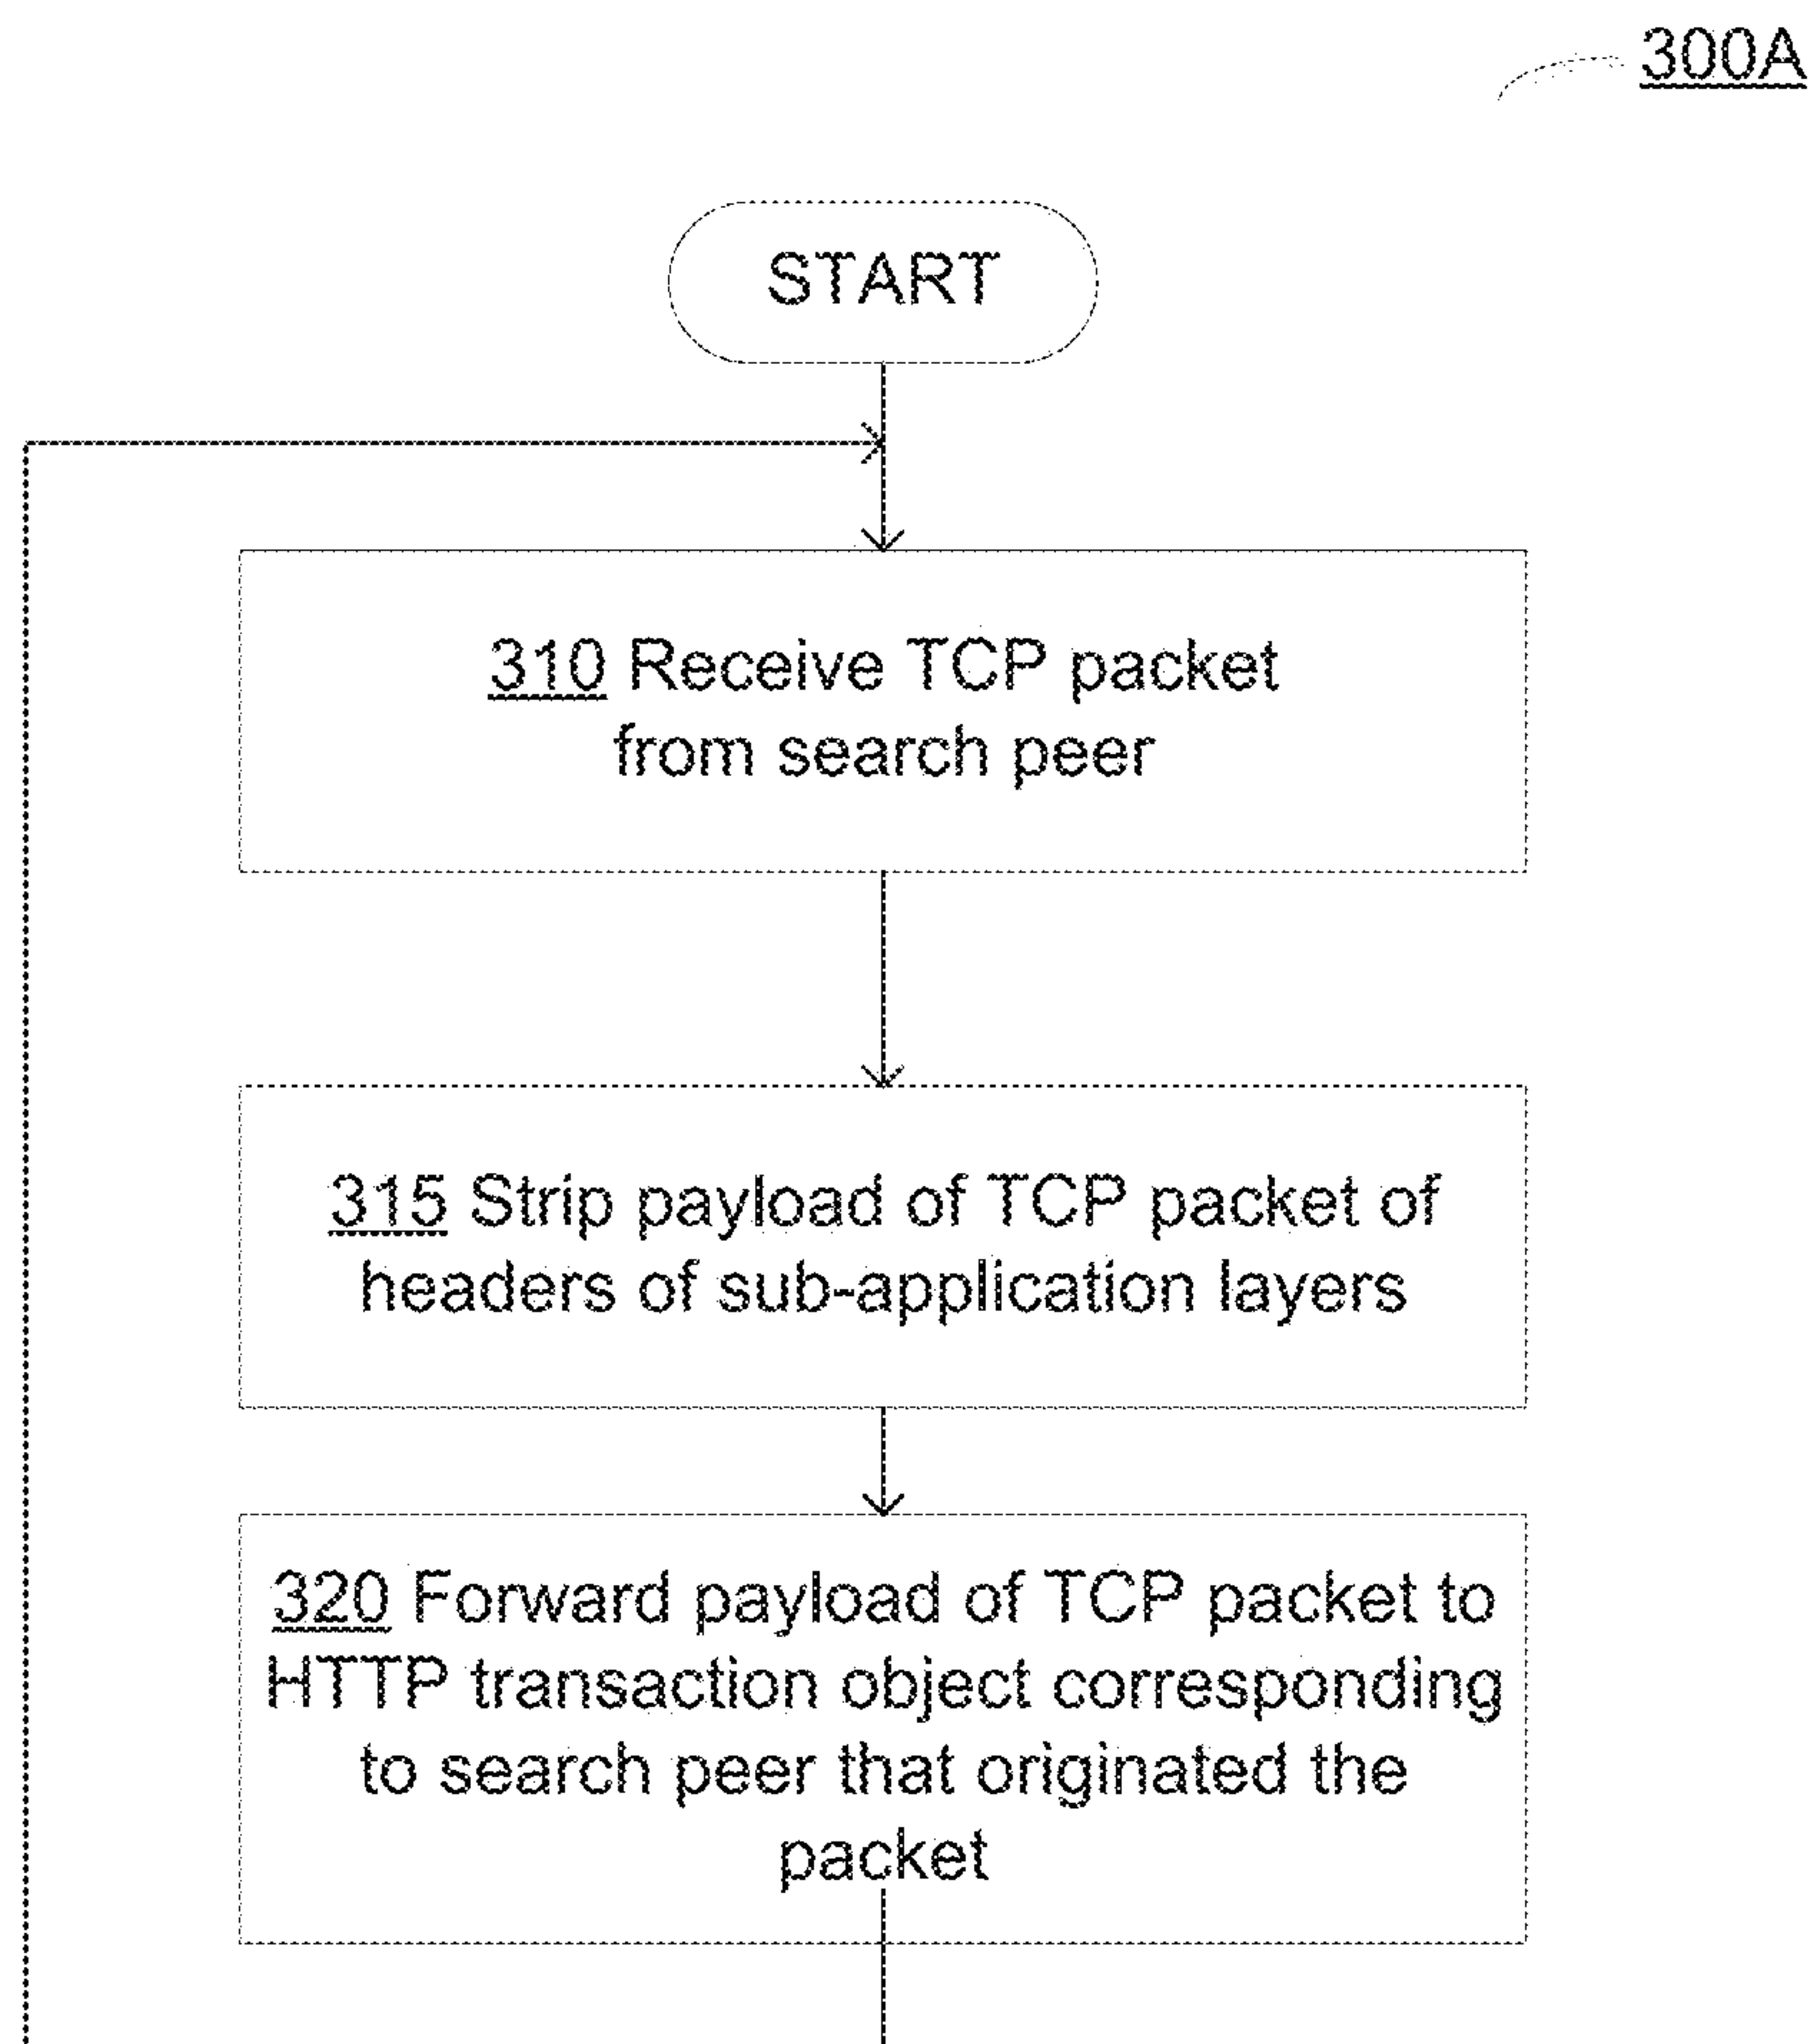 300A
START
310 Receive TCP packet
from search peer
315 Strip payload of TCP packet of
headers of sub-application layers
320 Forward payload of TCP packet to
HTTP transaction object corresponding
to search peer that originated the
packet